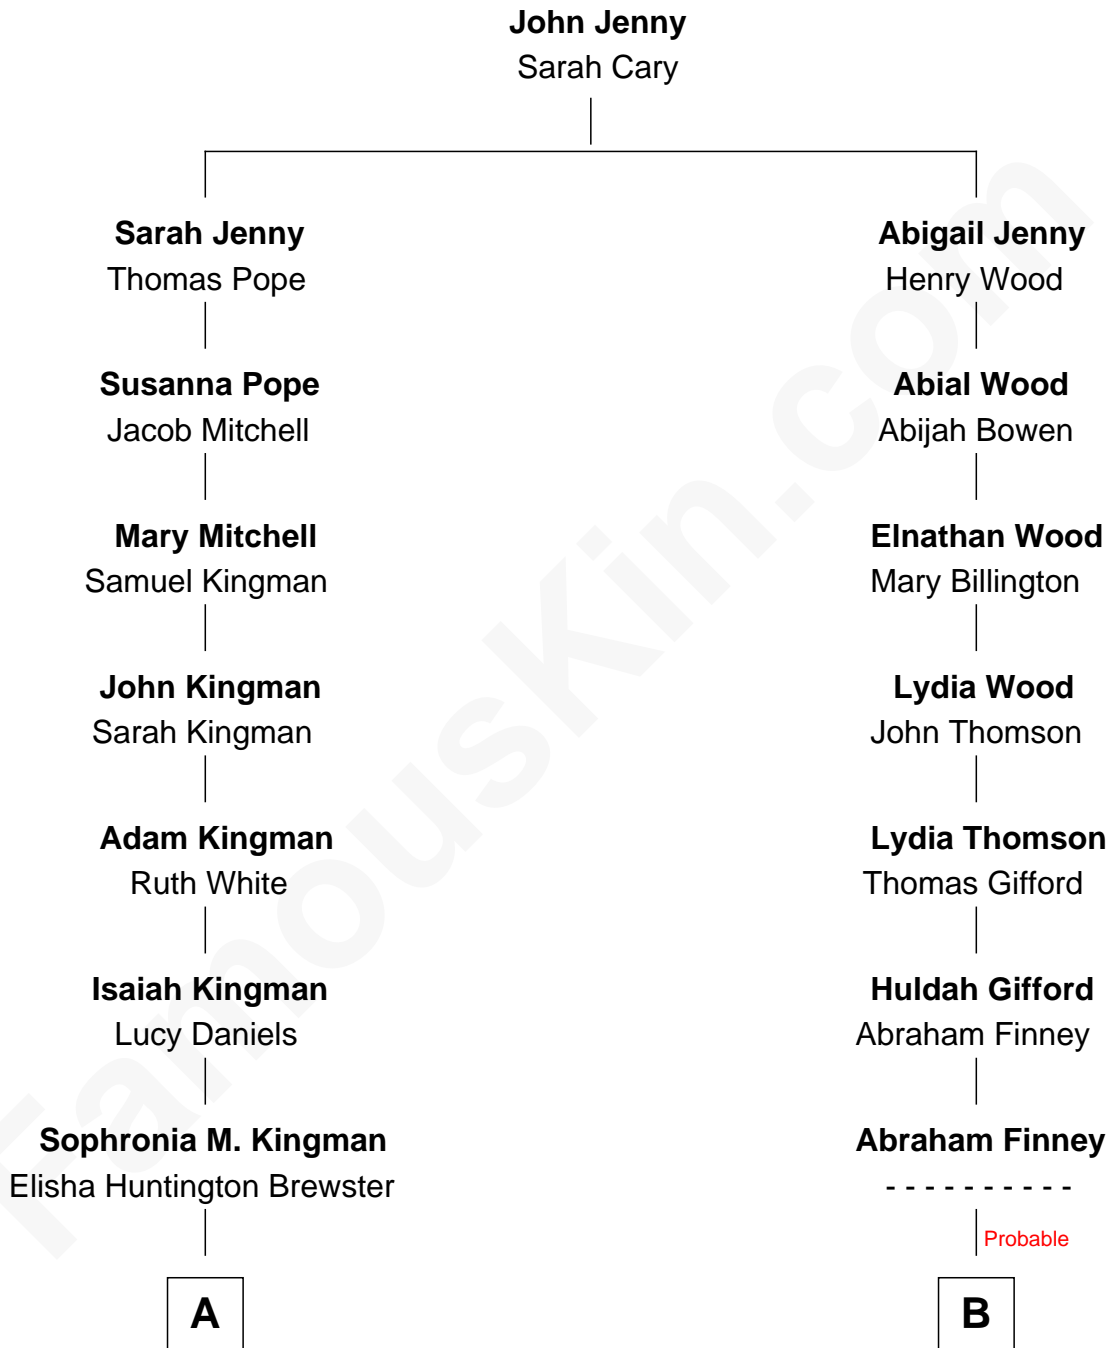 John Jenny
Sarah Cary
Sarah Jenny
Thomas Pope
Susanna Pope
Jacob Mitchell
Mary Mitchell
Samuel Kingman
John Kingman
Sarah Kingman
Adam Kingman
Ruth White
Isaiah Kingman
Lucy Daniels
Sophronia M. Kingman
Elisha Huntington Brewster
A
Abigail Jenny
Henry Wood
Abial Wood
Abijah Bowen
Elnathan Wood
Mary Billington
Lydia Wood
John Thomson
Lydia Thomson
Thomas Gifford
Huldah Gifford
Abraham Finney
Abraham Finney
- - - - - - - - - -
Probable
B
FamousKin.com